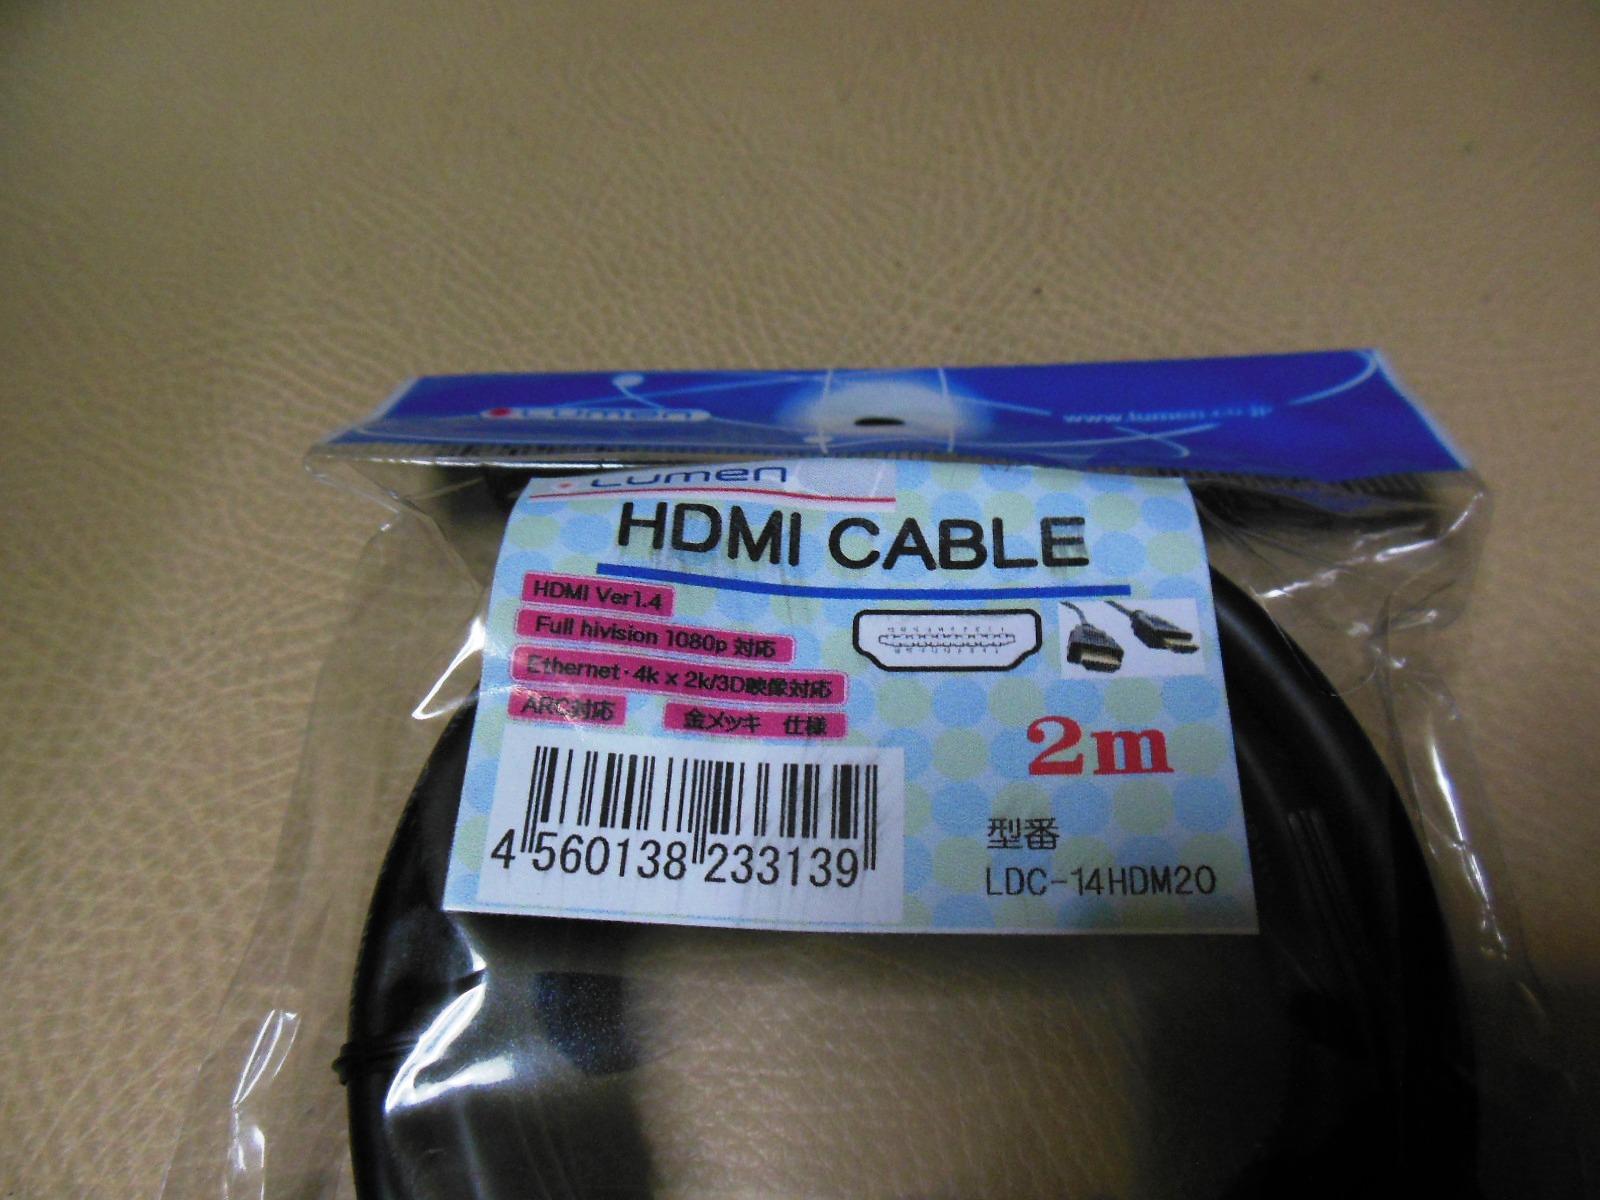 Lumen
www.lumen.co.jp
Lumen
HDMI CABLE
HDMI Ver1.4
Full hivision 1080p 対応
Ethernet・4k x 2k/3D映像対応
ARC対応
金メッキ 仕様
2m
型番
LDC-14HDM20
4 560138 233139